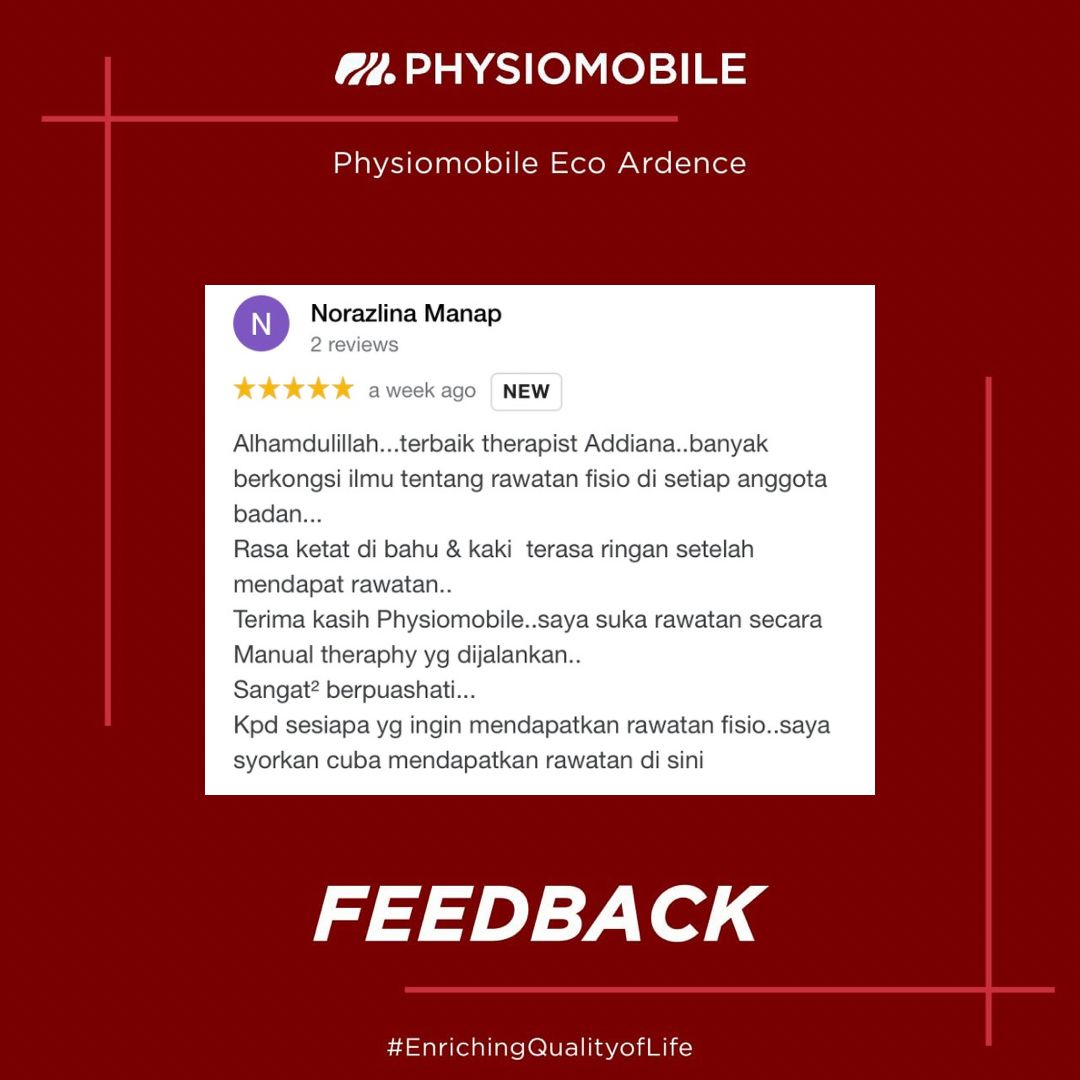 PHYSIOMOBILE
Physiomobile Eco Ardence
N
Norazlina Manap
2 reviews
a week ago NEW
Alhamdulillah...terbaik therapist Addiana..banyak
berkongsi ilmu tentang rawatan fisio di setiap anggota
badan...
Rasa ketat di bahu & kaki  terasa ringan setelah
mendapat rawatan..
Terima kasih Physiomobile..saya suka rawatan secara
Manual theraphy yg dijalankan..
Sangat² berpuashati...
Kpd sesiapa yg ingin mendapatkan rawatan fisio..saya
syorkan cuba mendapatkan rawatan di sini
FEEDBACK
#EnrichingQualityofLife